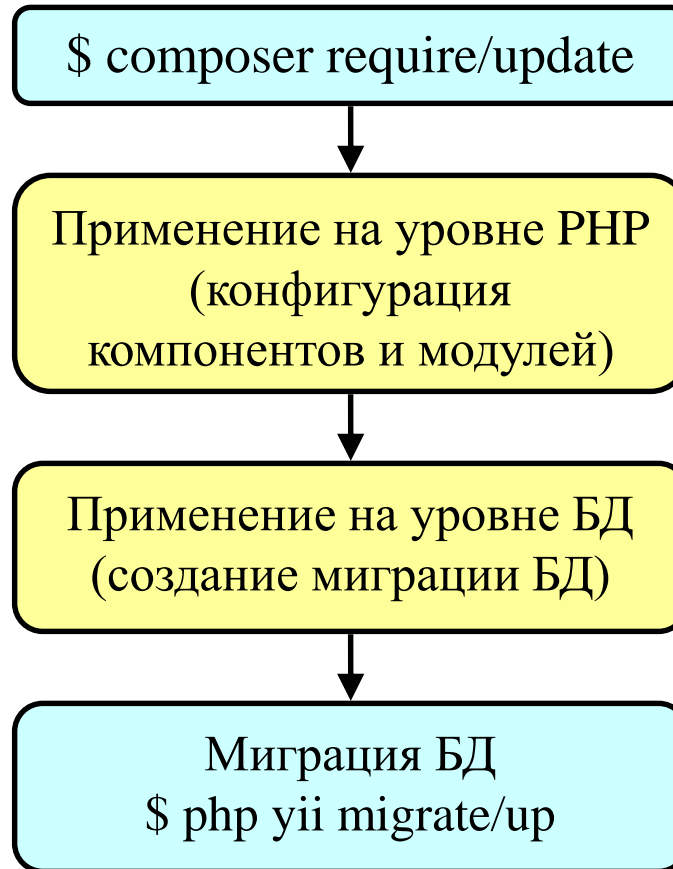 $ composer require/update
Применение на уровне PHP
(конфигурация
компонентов и модулей)
Применение на уровне БД
(создание миграции БД)
Миграция БД
$ php yii migrate/up